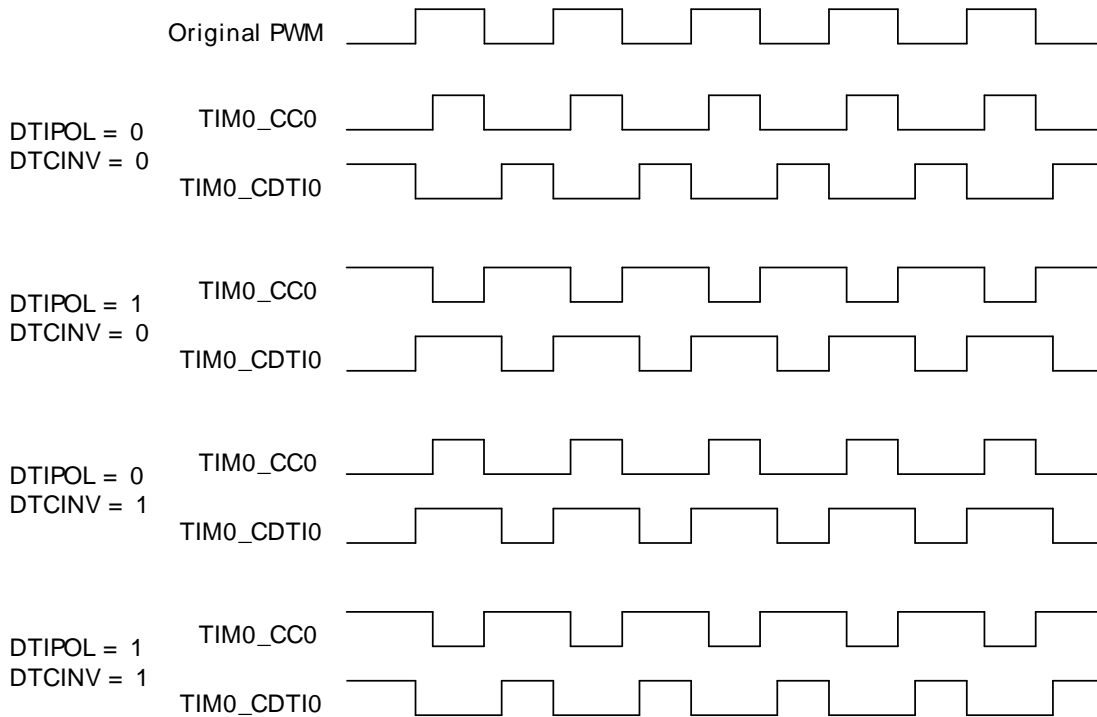 Original PWM
DTIPOL = 0
DTCINV = 0
TIM0_CC0
TIM0_CDTI0
DTIPOL = 1
DTCINV = 0
TIM0_CC0
TIM0_CDTI0
DTIPOL = 0
DTCINV = 1
TIM0_CC0
TIM0_CDTI0
DTIPOL = 1
DTCINV = 1
TIM0_CC0
TIM0_CDTI0